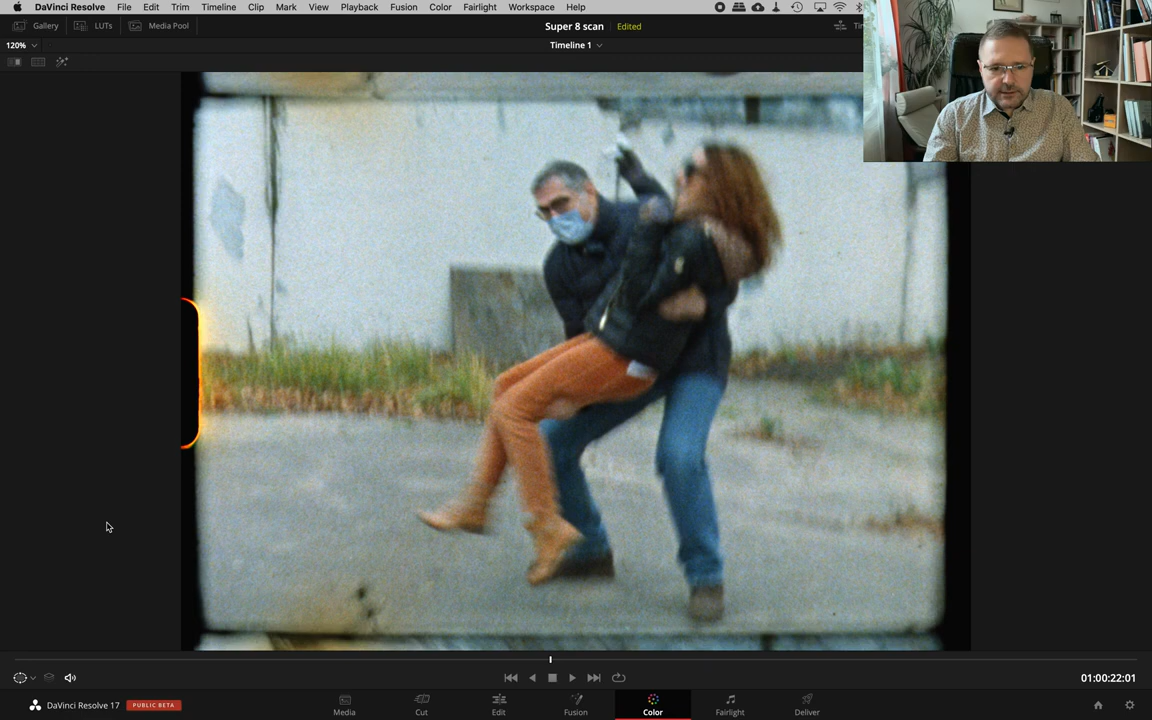 DaVinci Resolve File Edit Trim Timeline Clip Mark View Playback Fusion Color Fairlight Workspace Help
Gallery LUTs Media Pool Super 8 scan Edited
120% Timeline 1
01:00:22:01
DaVinci Resolve 17 PUBLIC BETA Media Cut Edit Fusion Color Fairlight Deliver